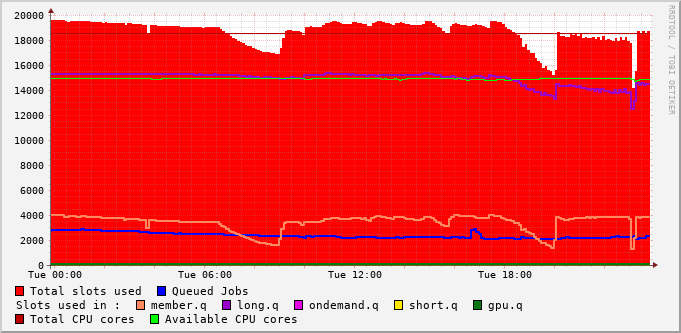 20000
18000
16000
14000
12000
10000
8000
6000
4000
2000
0
Tue 00:00 Tue 06:00 Tue 12:00 Tue 18:00
Total slots used Queued Jobs
Slots used in : member.q long.q ondemand.q short.q gpu.q
Total CPU cores Available CPU cores
RRDTOOL / TOBI OETIKER